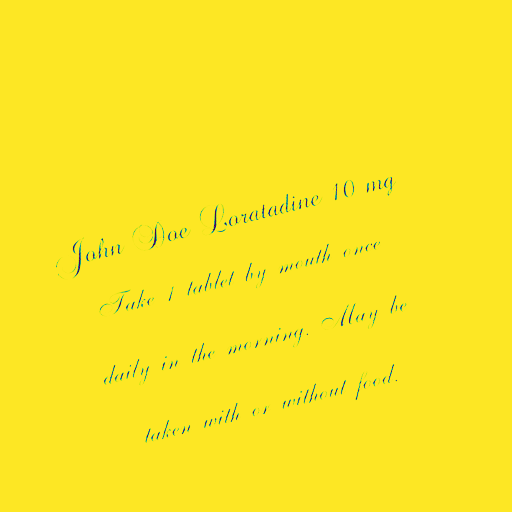 John Doe Loratadine 10 mg
Take 1 tablet by mouth once
daily in the morning. May be
taken with or without food.